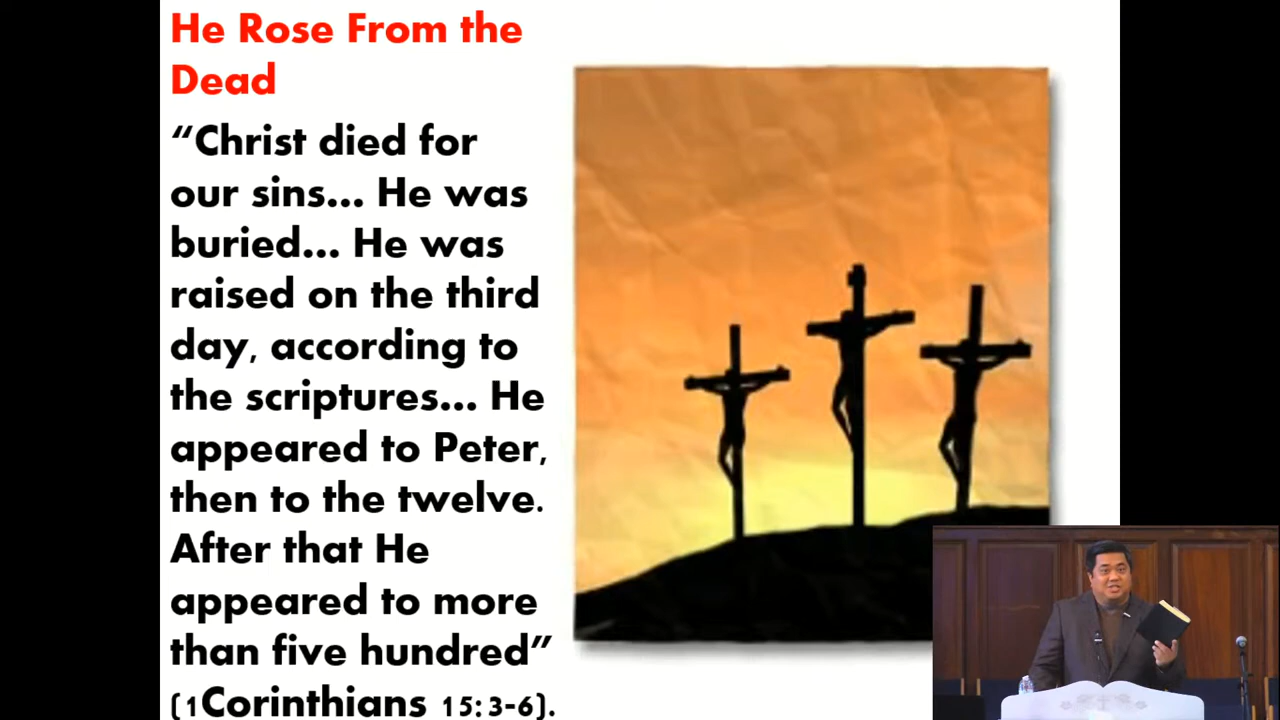 He Rose From the
Dead
“Christ died for
our sins... He was
buried... He was
raised on the third
day, according to
the scriptures... He
appeared to Peter,
then to the twelve.
After that He
appeared to more
than five hundred”
(1Corinthians 15:3-6).